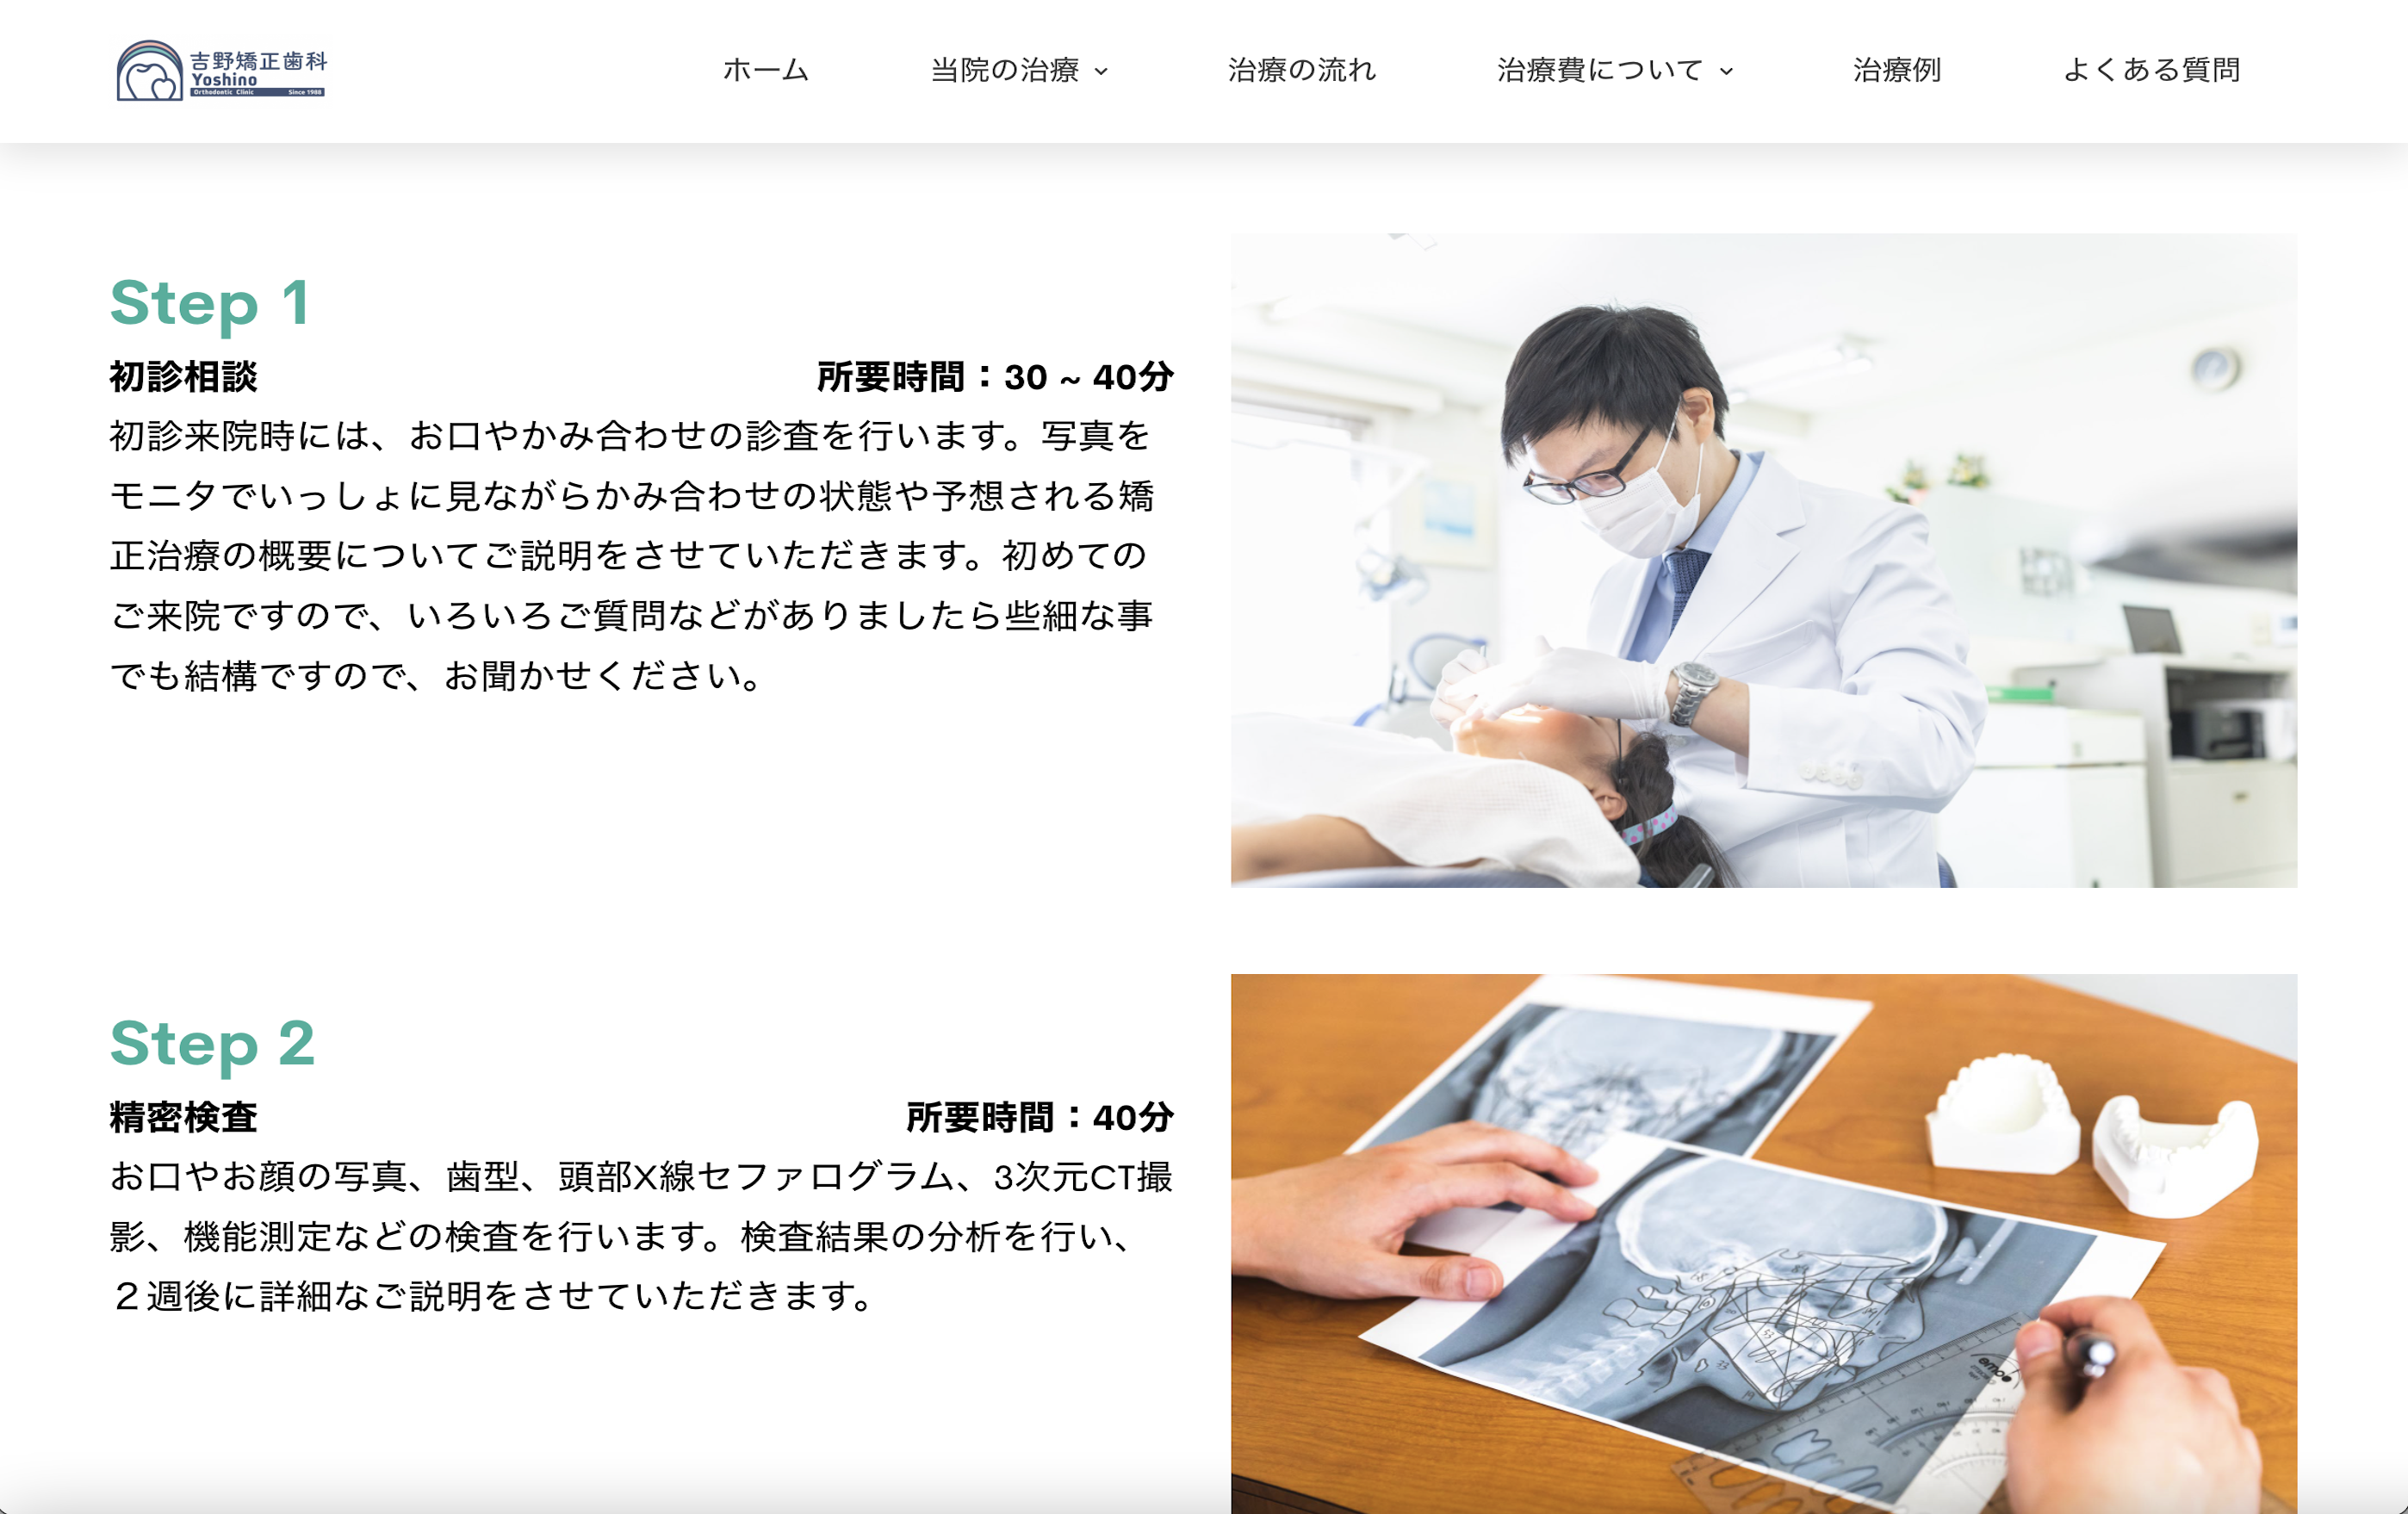 吉野矯正歯科
Yoshino
Orthodontic Clinic Since 1988
ホーム
当院の治療
治療の流れ
治療費について
治療例
よくある質問
Step 1
初診相談
所要時間：30 ~ 40分
初診来院時には、お口やかみ合わせの診査を行います。写真を
モニタでいっしょに見ながらかみ合わせの状態や予想される矯
正治療の概要についてご説明をさせていただきます。初めての
ご来院ですので、いろいろご質問などがありましたら些細な事
でも結構ですので、お聞かせください。
Step 2
精密検査
所要時間：40分
お口やお顔の写真、歯型、頭部X線セファログラム、3次元CT撮
影、機能測定などの検査を行います。検査結果の分析を行い、
２週後に詳細なご説明をさせていただきます。